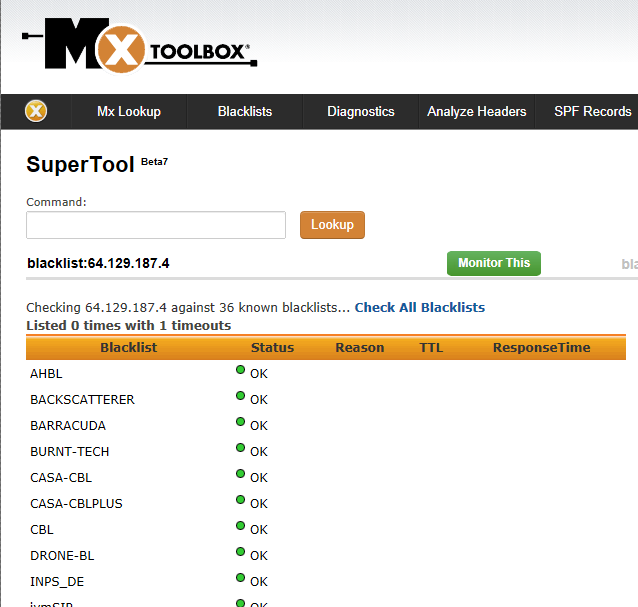 MX TOOLBOX®
X Mx Lookup Blacklists Diagnostics Analyze Headers SPF Records
SuperTool Beta7
Command:
Lookup
blacklist:64.129.187.4 Monitor This
Checking 64.129.187.4 against 36 known blacklists... Check All Blacklists
Listed 0 times with 1 timeouts
Blacklist Status Reason TTL ResponseTime
AHBL OK
BACKSCATTERER OK
BARRACUDA OK
BURNT-TECH OK
CASA-CBL OK
CASA-CBLPLUS OK
CBL OK
DRONE-BL OK
INPS_DE OK
ivmSIP OK